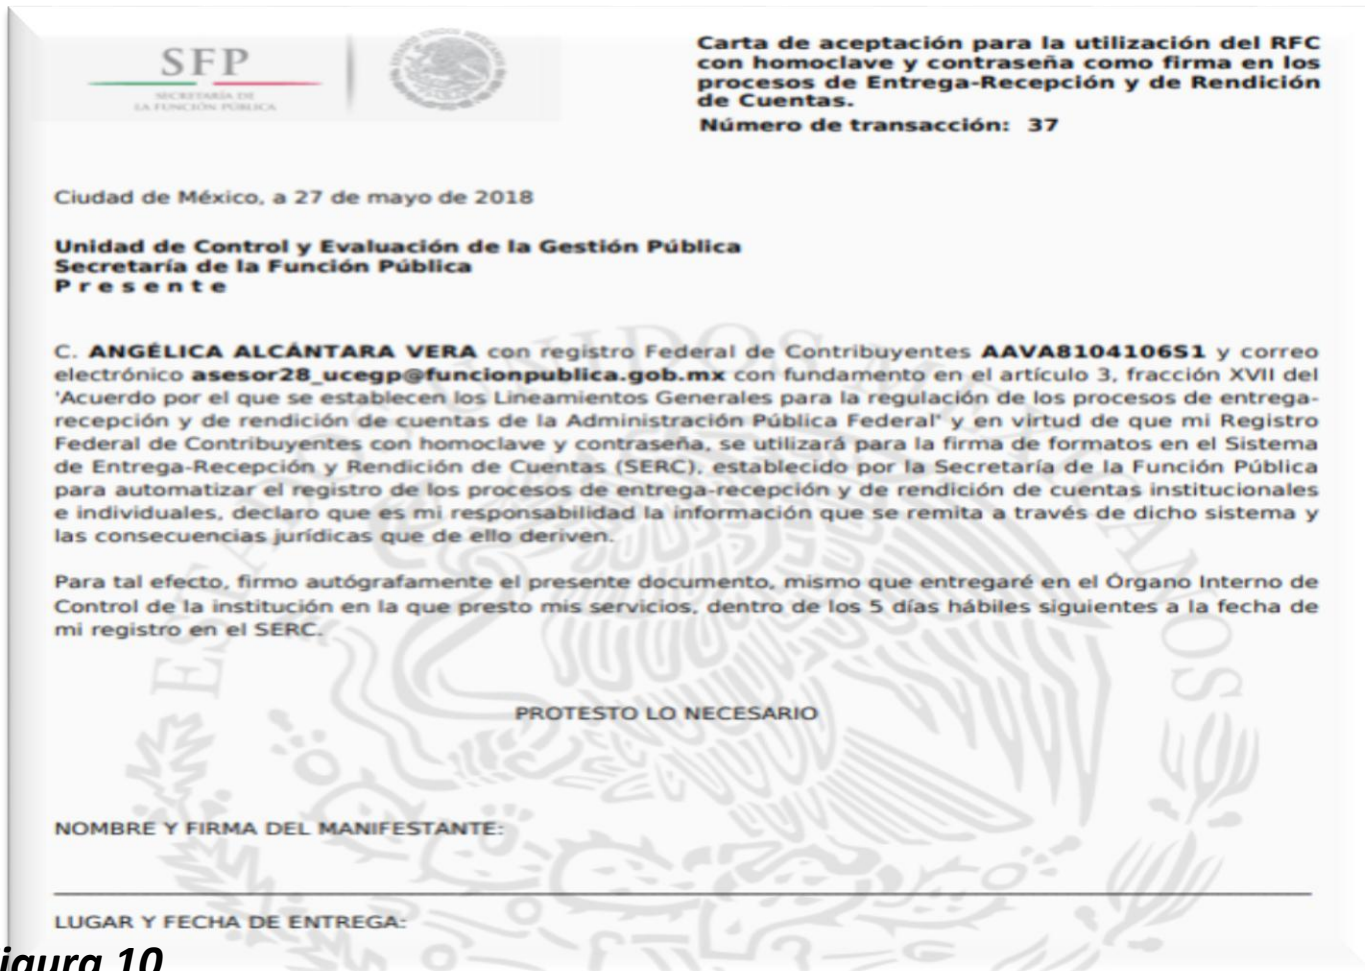 SFP
SECRETARÍA DE
LA FUNCIÓN PÚBLICA
Carta de aceptación para la utilización del RFC
con homoclave y contraseña como firma en los
procesos de Entrega-Recepción y de Rendición
de Cuentas.
Número de transacción: 37
Ciudad de México, a 27 de mayo de 2018
Unidad de Control y Evaluación de la Gestión Pública
Secretaría de la Función Pública
P r e s e n t e
C. ANGÉLICA ALCÁNTARA VERA con registro Federal de Contribuyentes AAVA8104106S1 y correo
electrónico asesor28_ucegp@funcionpublica.gob.mx con fundamento en el artículo 3, fracción XVII del
'Acuerdo por el que se establecen los Lineamientos Generales para la regulación de los procesos de entrega-
recepción y de rendición de cuentas de la Administración Pública Federal' y en virtud de que mi Registro
Federal de Contribuyentes con homoclave y contraseña, se utilizará para la firma de formatos en el Sistema
de Entrega-Recepción y Rendición de Cuentas (SERC), establecido por la Secretaría de la Función Pública
para automatizar el registro de los procesos de entrega-recepción y de rendición de cuentas institucionales
e individuales, declaro que es mi responsabilidad la información que se remita a través de dicho sistema y
las consecuencias jurídicas que de ello deriven.
Para tal efecto, firmo autógrafamente el presente documento, mismo que entregaré en el Órgano Interno de
Control de la institución en la que presto mis servicios, dentro de los 5 días hábiles siguientes a la fecha de
mi registro en el SERC.
PROTESTO LO NECESARIO
NOMBRE Y FIRMA DEL MANIFESTANTE:
LUGAR Y FECHA DE ENTREGA:
igura 10
ESTADOS UNIDOS MEXICANOS